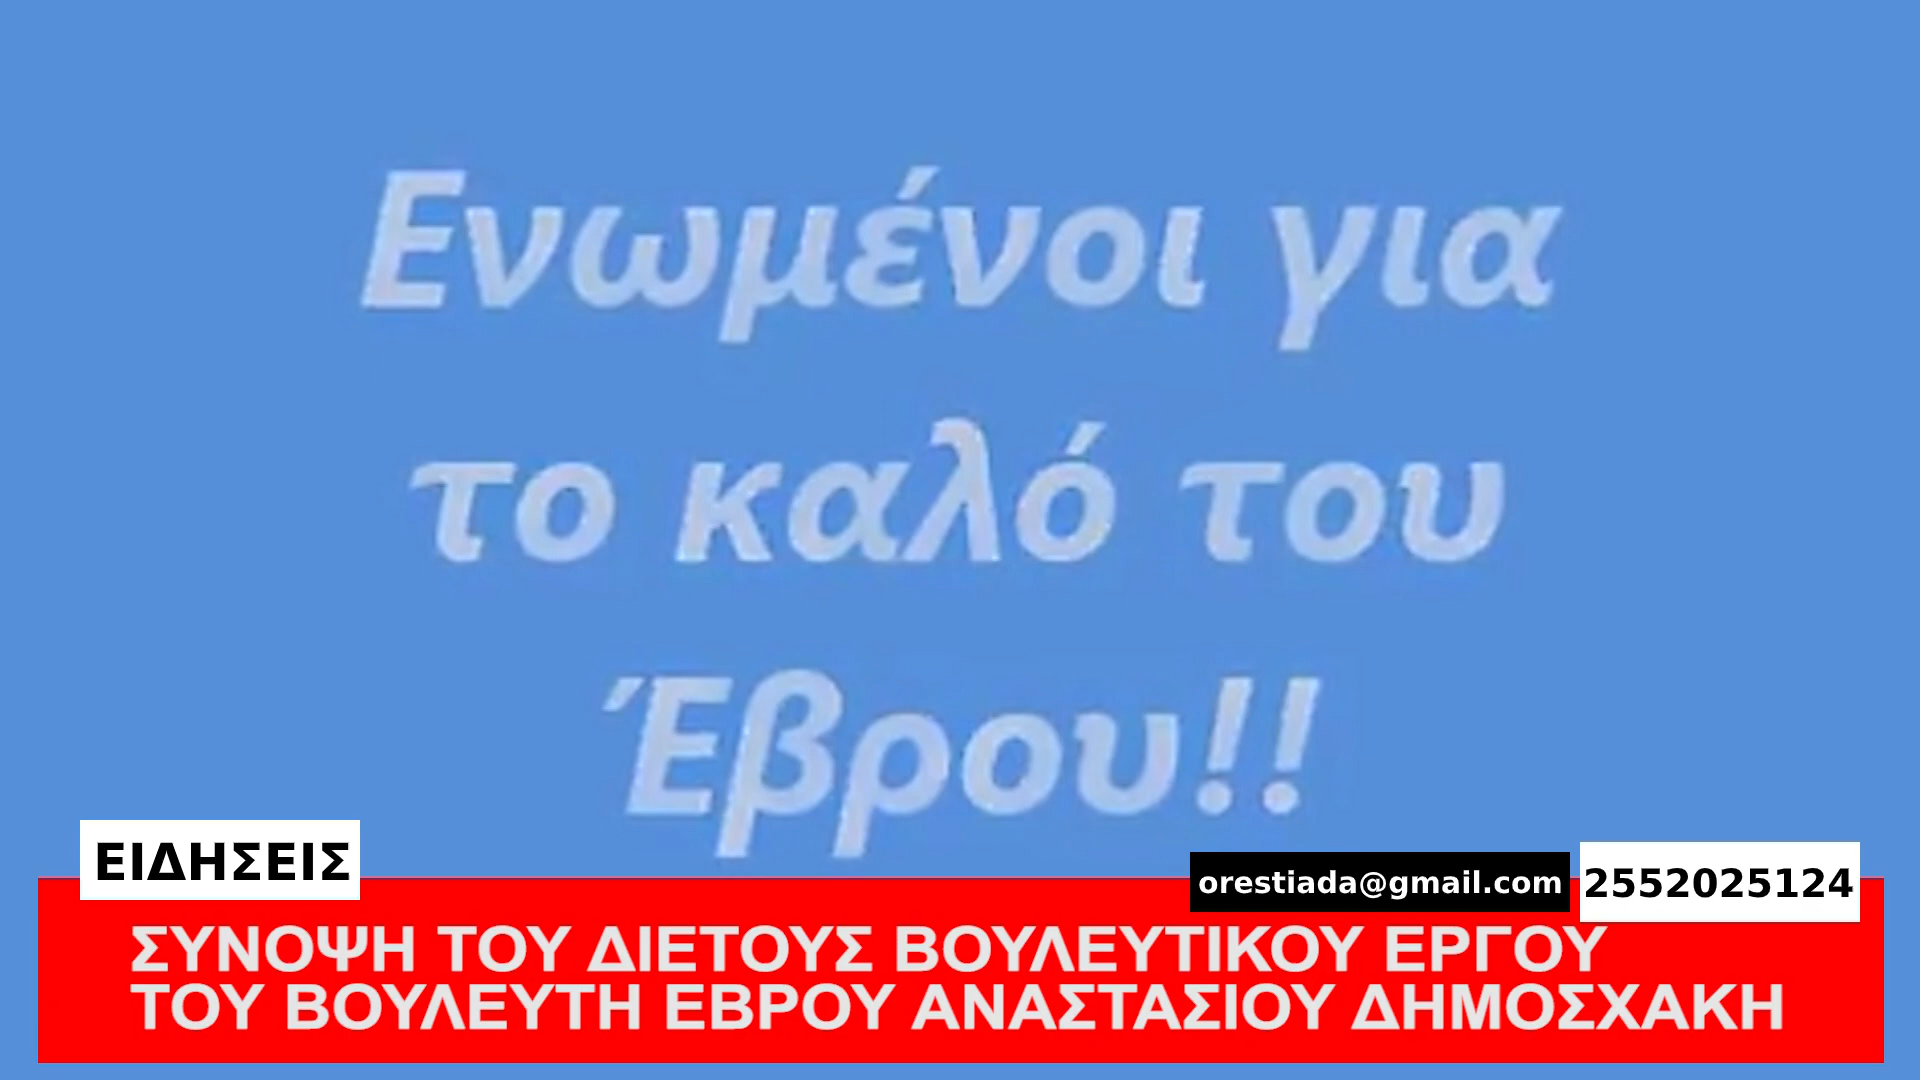 Ενωμένοι για
το καλό του
Έβρου!!
ΕΙΔΗΣΕΙΣ
orestiada@gmail.com
2552025124
ΣΥΝΟΨΗ ΤΟΥ ΔΙΕΤΟΥΣ ΒΟΥΛΕΥΤΙΚΟΥ ΕΡΓΟΥ
ΤΟΥ ΒΟΥΛΕΥΤΗ ΕΒΡΟΥ ΑΝΑΣΤΑΣΙΟΥ ΔΗΜΟΣΧΑΚΗ